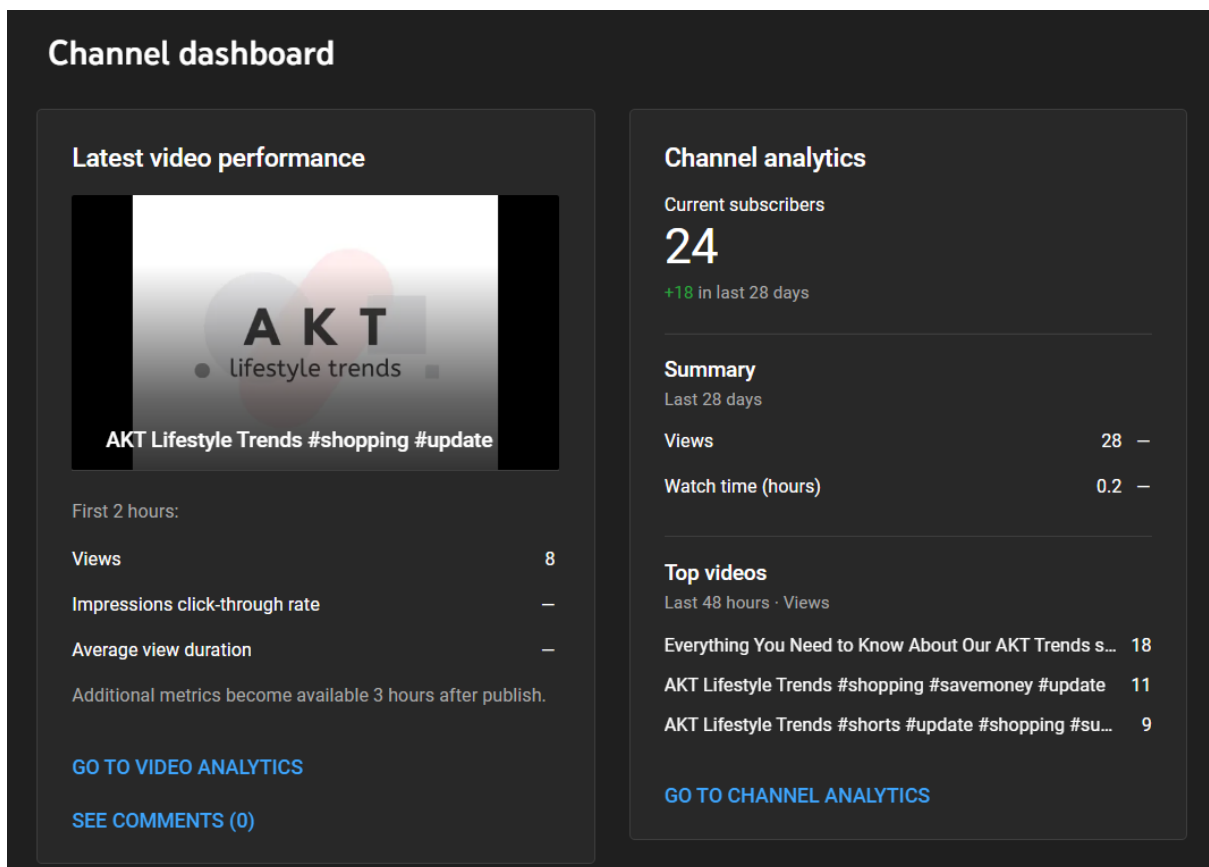 Channel dashboard
Latest video performance
A K T
lifestyle trends
AKT Lifestyle Trends #shopping #update
First 2 hours:
Views 8
Impressions click-through rate –
Average view duration –
Additional metrics become available 3 hours after publish.
GO TO VIDEO ANALYTICS
SEE COMMENTS (0)
Channel analytics
Current subscribers
24
+18 in last 28 days
Summary
Last 28 days
Views 28 –
Watch time (hours) 0.2 –
Top videos
Last 48 hours · Views
Everything You Need to Know About Our AKT Trends s... 18
AKT Lifestyle Trends #shopping #savemoney #update 11
AKT Lifestyle Trends #shorts #update #shopping #su... 9
GO TO CHANNEL ANALYTICS